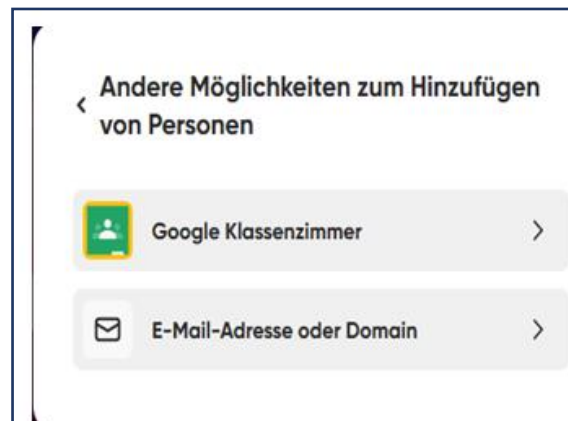 Andere Möglichkeiten zum Hinzufügen
von Personen
Google Klassenzimmer
E-Mail-Adresse oder Domain